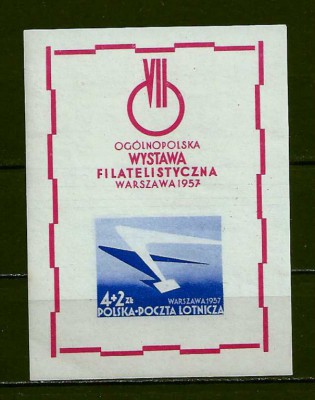 VII
OGÓLNOPOLSKA
WYSTAWA
FILATELISTYCZNA
WARSZAWA 1957
4+2 ZŁ
WARSZAWA 1957
POLSKA-POCZTA LOTNICZA